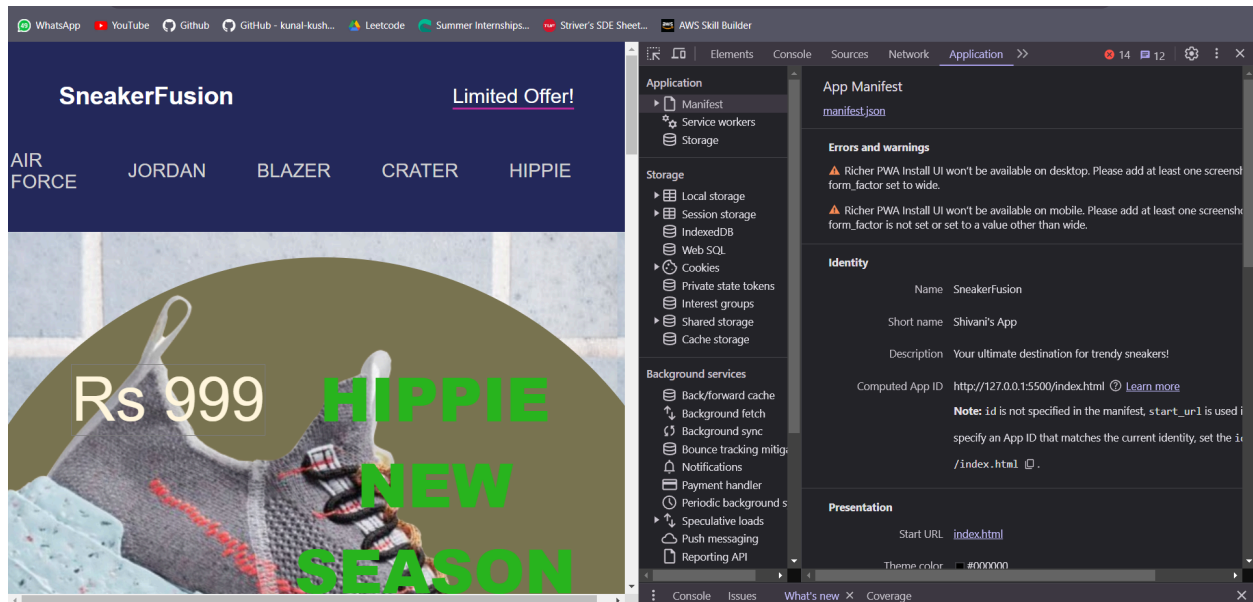 WhatsApp YouTube Github GitHub - kunal-kush... Leetcode Summer Internships... Striver's SDE Sheet... AWS Skill Builder
SneakerFusion
Limited Offer!
AIR
FORCE
JORDAN
BLAZER
CRATER
HIPPIE
Rs 999
HIPPIE
NEW
SEASON
Elements Console Sources Network Application 14 12
Application
Manifest
Service workers
Storage
Storage
Local storage
Session storage
IndexedDB
Web SQL
Cookies
Private state tokens
Interest groups
Shared storage
Cache storage
Background services
Back/forward cache
Background fetch
Background sync
Bounce tracking mitiga
Notifications
Payment handler
Periodic background s
Speculative loads
Push messaging
Reporting API
App Manifest
manifest.json
Errors and warnings
Richer PWA Install UI won't be available on desktop. Please add at least one screensh
form_factor set to wide.
Richer PWA Install UI won't be available on mobile. Please add at least one screensho
form_factor is not set or set to a value other than wide.
Identity
Name SneakerFusion
Short name Shivani's App
Description Your ultimate destination for trendy sneakers!
Computed App ID http://127.0.0.1:5500/index.html Learn more
Note: id is not specified in the manifest, start_url is used i
specify an App ID that matches the current identity, set the i
/index.html .
Presentation
Start URL index.html
Theme color #000000
Console Issues What's new Coverage